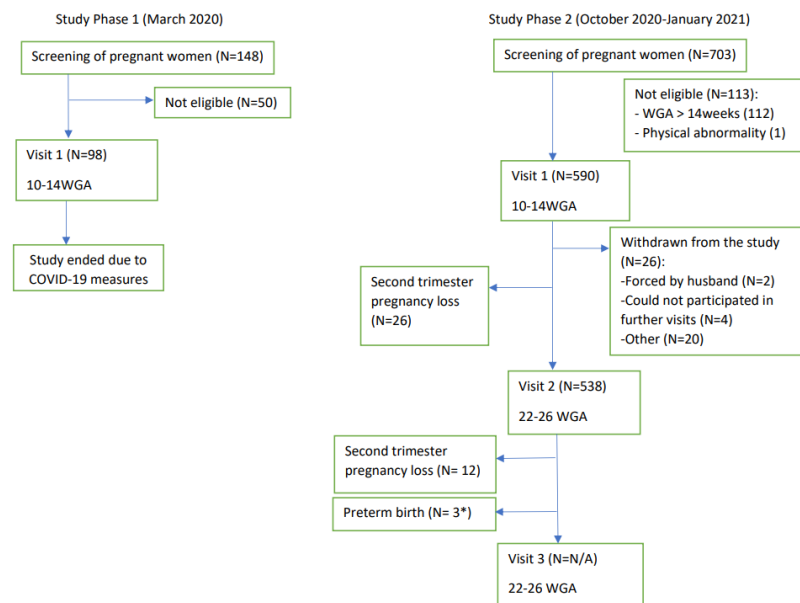 Study Phase 1 (March 2020)
Screening of pregnant women (N=148)
Not eligible (N=50)
Visit 1 (N=98)
10-14WGA
Study ended due to
COVID-19 measures
Study Phase 2 (October 2020-January 2021)
Screening of pregnant women (N=703)
Not eligible (N=113):
- WGA > 14weeks (112)
- Physical abnormality (1)
Visit 1 (N=590)
10-14WGA
Withdrawn from the study
(N=26):
-Forced by husband (N=2)
-Could not participated in
further visits (N=4)
-Other (N=20)
Second trimester
pregnancy loss
(N=26)
Visit 2 (N=538)
22-26 WGA
Second trimester
pregnancy loss (N= 12)
Preterm birth (N= 3*)
Visit 3 (N=N/A)
22-26 WGA